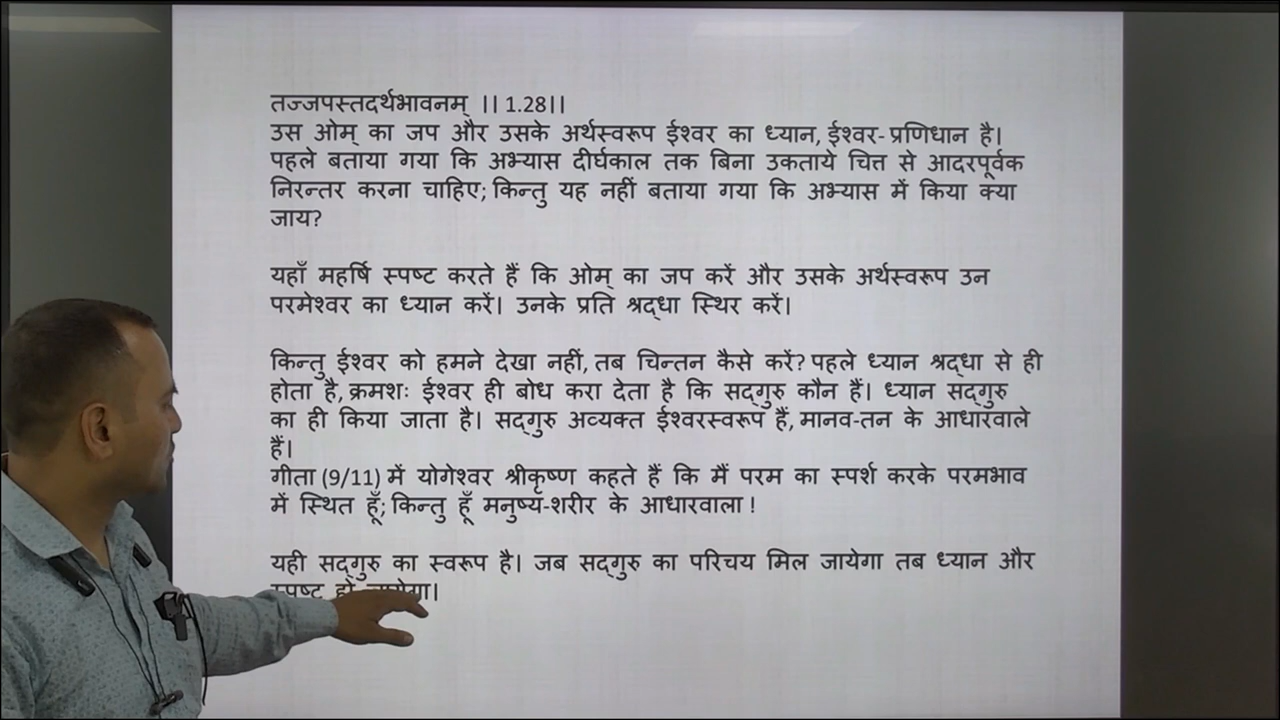 तज्जपस्तदर्थभावनम् ।। 1.28।।
उस ओम् का जप और उसके अर्थस्वरूप ईश्वर का ध्यान, ईश्वर- प्रणिधान है।
पहले बताया गया कि अभ्यास दीर्घकाल तक बिना उकताये चित्त से आदरपूर्वक
निरन्तर करना चाहिए; किन्तु यह नहीं बताया गया कि अभ्यास में किया क्या
जाय?
यहाँ महर्षि स्पष्ट करते हैं कि ओम् का जप करें और उसके अर्थस्वरूप उन
परमेश्वर का ध्यान करें। उनके प्रति श्रद्धा स्थिर करें।
किन्तु ईश्वर को हमने देखा नहीं, तब चिन्तन कैसे करें? पहले ध्यान श्रद्धा से ही
होता है, क्रमशः ईश्वर ही बोध करा देता है कि सद्गुरु कौन हैं। ध्यान सद्गुरु
का ही किया जाता है। सद्गुरु अव्यक्त ईश्वरस्वरूप हैं, मानव-तन के आधारवाले
हैं।
गीता (9/11) में योगेश्वर श्रीकृष्ण कहते हैं कि मैं परम का स्पर्श करके परमभाव
में स्थित हूँ; किन्तु हूँ मनुष्य-शरीर के आधारवाला !
यही सद्गुरु का स्वरूप है। जब सद्गुरु का परिचय मिल जायेगा तब ध्यान और
स्पष्ट हो जायेगा।